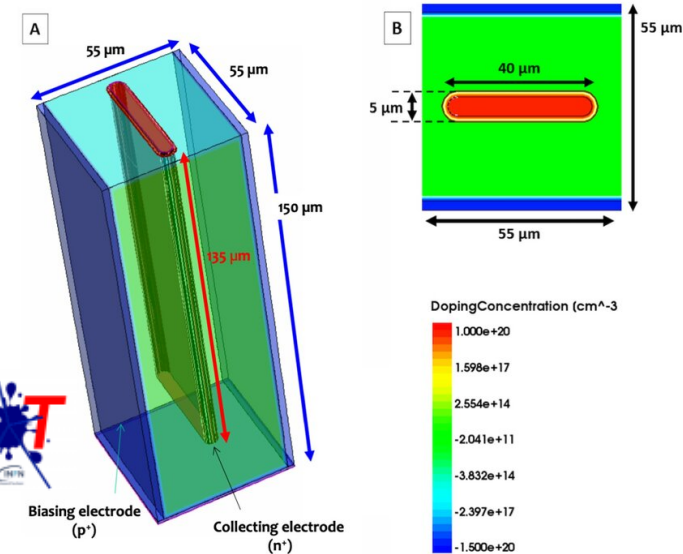 A
55 µm
55 µm
150 µm
135 µm
Biasing electrode
(p⁺)
Collecting electrode
(n⁺)
T
INFN
B
40 µm
5 µm
55 µm
55 µm
DopingConcentration (cm^-3
1.000e+20
1.598e+17
2.554e+14
-2.041e+11
-3.832e+14
-2.397e+17
-1.500e+20